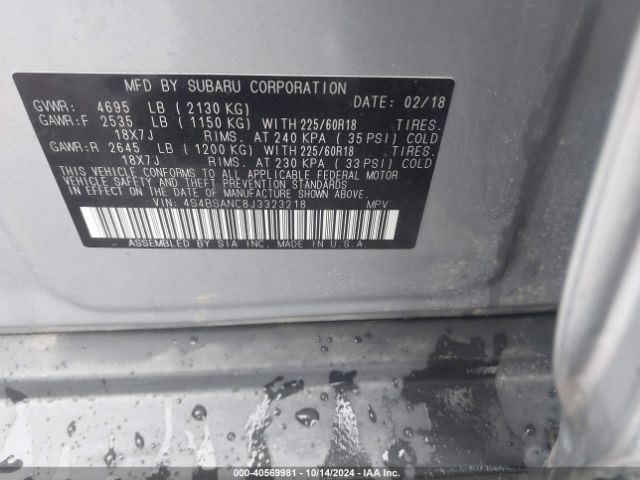 MFD BY SUBARU CORPORATION
GVWR: 4695 LB ( 2130 KG) DATE: 02/18
GAWR:F 2535 LB ( 1150 KG) WITH 225/60R18 TIRES.
18X7J RIMS. AT 240 KPA ( 35 PSI) COLD
GAWR:R 2645 LB ( 1200 KG) WITH 225/60R18 TIRES.
18X7J RIMS. AT 230 KPA ( 33 PSI) COLD
THIS VEHICLE CONFORMS TO ALL APPLICABLE FEDERAL MOTOR
VEHICLE SAFETY AND THEFT PREVENTION STANDARDS
IN EFFECT ON THE DATE OF MANUFACTURE SHOWN ABOVE.
VIN: 4S4BSANC8J3323218 MPV
ASSEMBLED BY SIA INC. IN U.S.A.
000-40569981 - 10/14/2024 - IAA Inc.